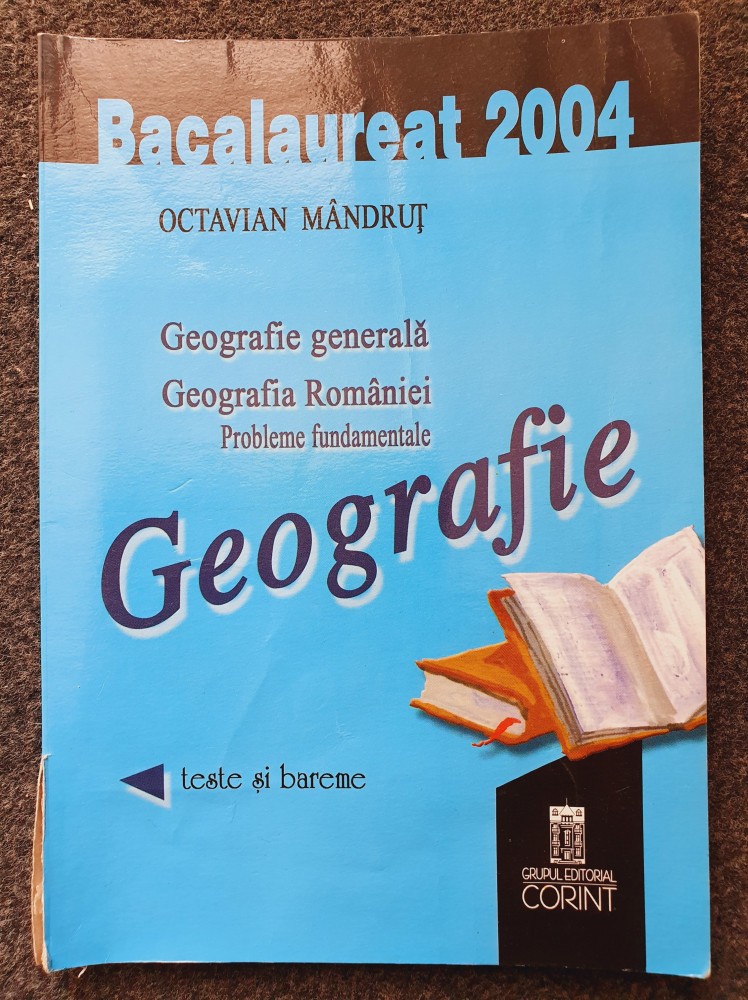 Bacalaureat 2004
OCTAVIAN MÂNDRUŢ
Geografie generală
Geografia României
Probleme fundamentale
Geografie
teste şi bareme
GRUPUL EDITORIAL
CORINT